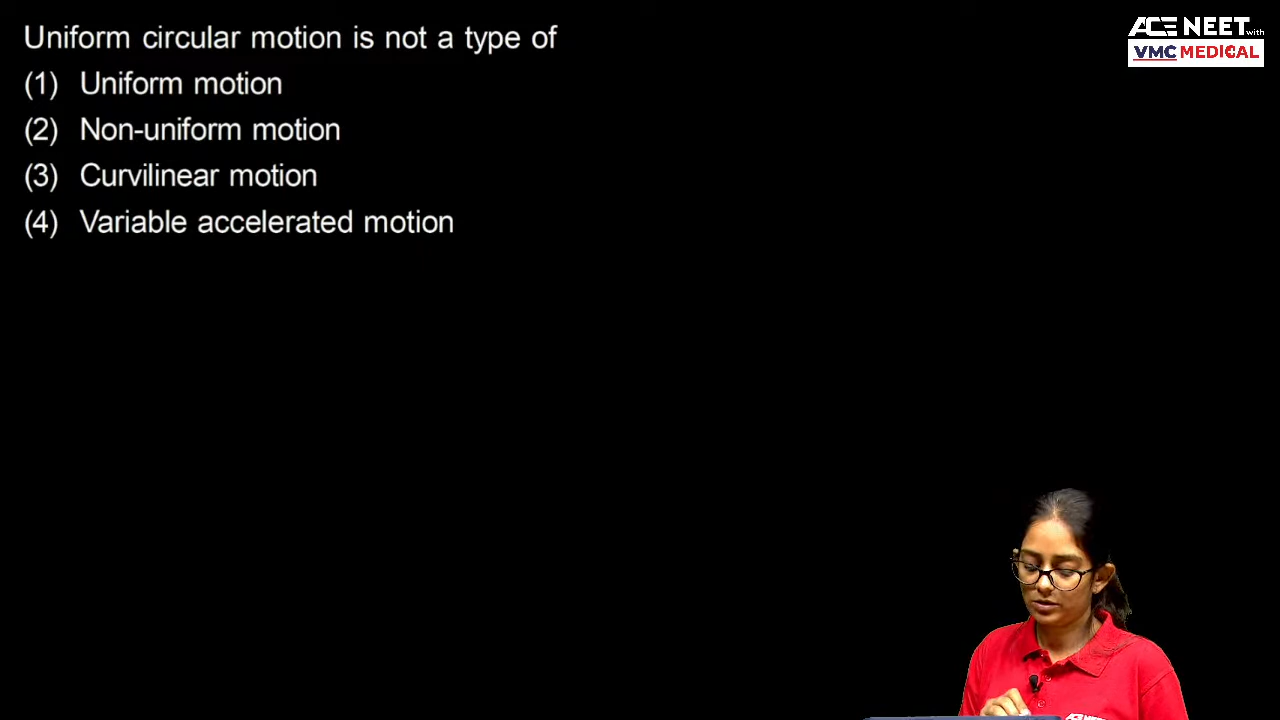 Uniform circular motion is not a type of
(1) Uniform motion
(2) Non-uniform motion
(3) Curvilinear motion
(4) Variable accelerated motion
ACE NEET with
VMC MEDICAL